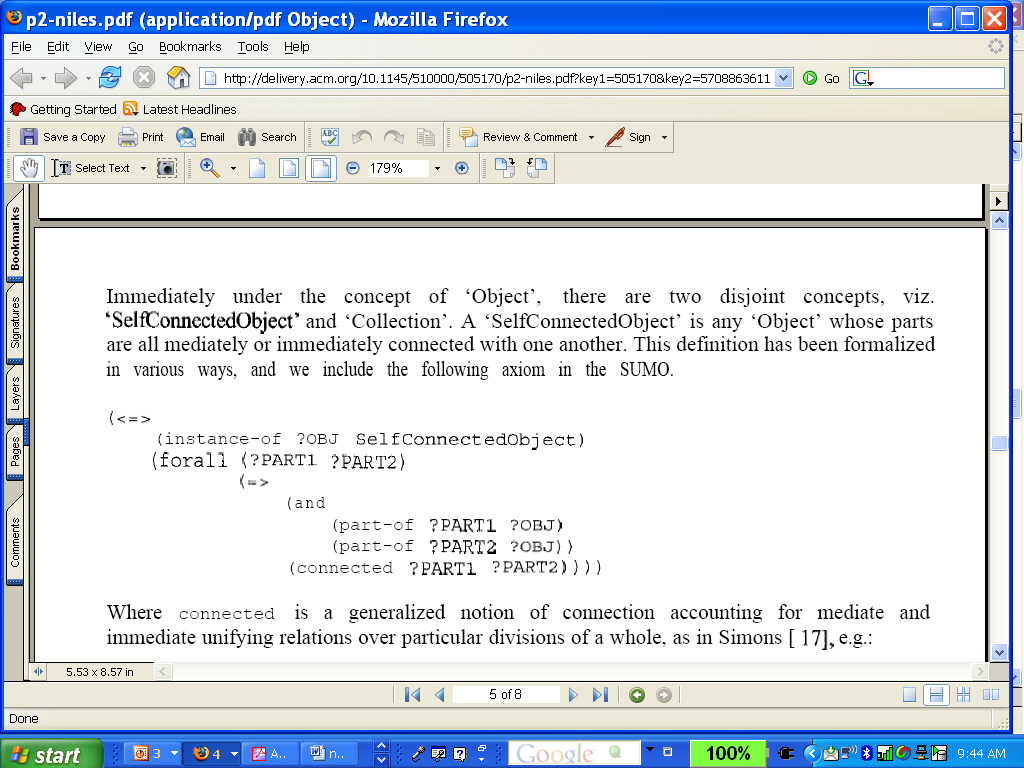 p2-niles.pdf (application/pdf Object) - Mozilla Firefox
File Edit View Go Bookmarks Tools Help
http://delivery.acm.org/10.1145/510000/505170/p2-niles.pdf?key1=505170&key2=5708863611 Go G
Getting Started Latest Headlines
Save a Copy Print Email Search Review & Comment Sign
Select Text 179%
Bookmarks
Signatures
Layers
Pages
Comments
Immediately under the concept of ‘Object’, there are two disjoint concepts, viz.
‘SelfConnectedObject’ and ‘Collection’. A ‘SelfConnectedObject’ is any ‘Object’ whose parts
are all mediately or immediately connected with one another. This definition has been formalized
in various ways, and we include the following axiom in the SUMO.
(<=>
(instance-of ?OBJ SelfConnectedObject)
(forall (?PART1 ?PART2)
(=>
(and
(part-of ?PART1 ?OBJ)
(part-of ?PART2 ?OBJ))
(connected ?PART1 ?PART2))))
Where connected is a generalized notion of connection accounting for mediate and
immediate unifying relations over particular divisions of a whole, as in Simons [ 17], e.g.:
5.53 x 8.57 in
5 of 8
Done
start 3 4 A.. n.. Google 100% 9:44 AM